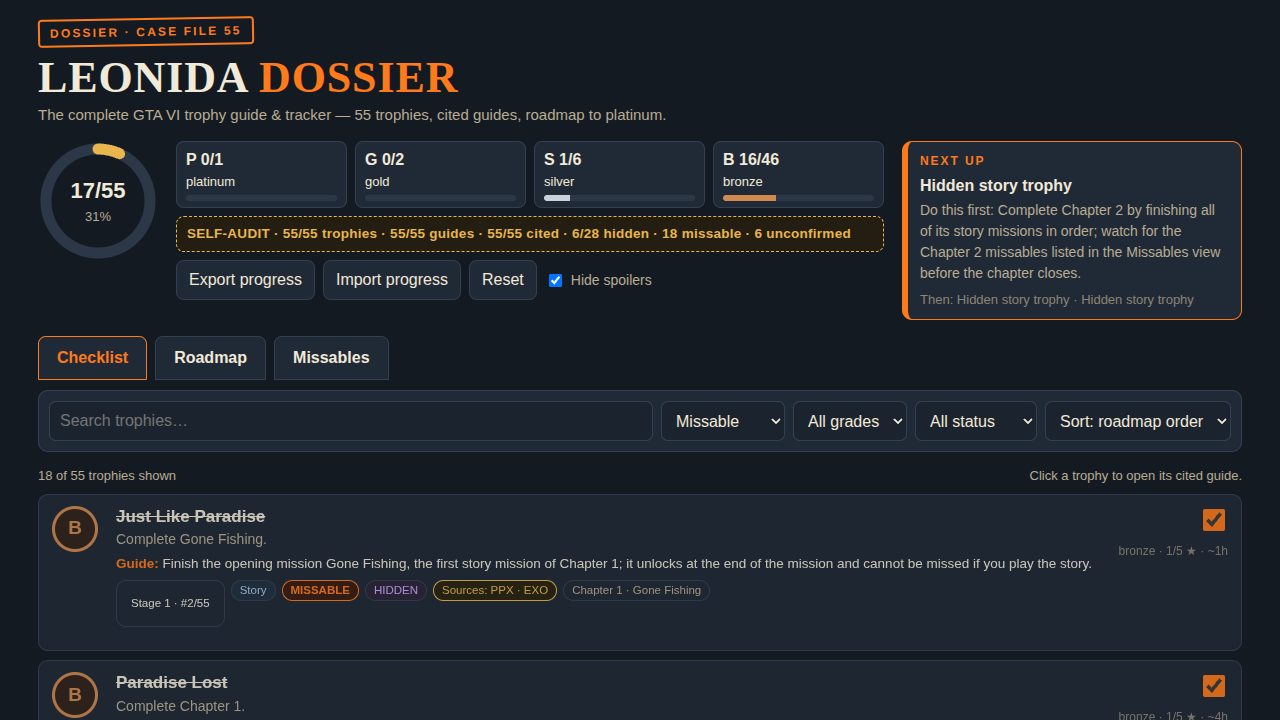 DOSSIER · CASE FILE 55
LEONIDA DOSSIER
The complete GTA VI trophy guide & tracker — 55 trophies, cited guides, roadmap to platinum.
17/55
31%
P 0/1
platinum
G 0/2
gold
S 1/6
silver
B 16/46
bronze
SELF-AUDIT · 55/55 trophies · 55/55 guides · 55/55 cited · 6/28 hidden · 18 missable · 6 unconfirmed
Export progress
Import progress
Reset
Hide spoilers
NEXT UP
Hidden story trophy
Do this first: Complete Chapter 2 by finishing all
of its story missions in order; watch for the
Chapter 2 missables listed in the Missables view
before the chapter closes.
Then: Hidden story trophy · Hidden story trophy
Checklist
Roadmap
Missables
Search trophies…
Missable
All grades
All status
Sort: roadmap order
18 of 55 trophies shown
Click a trophy to open its cited guide.
B
Just Like Paradise
Complete Gone Fishing.
bronze · 1/5 ★ · ~1h
Guide: Finish the opening mission Gone Fishing, the first story mission of Chapter 1; it unlocks at the end of the mission and cannot be missed if you play the story.
Stage 1 · #2/55
Story
MISSABLE
HIDDEN
Sources: PPX · EXO
Chapter 1 · Gone Fishing
B
Paradise Lost
Complete Chapter 1.
bronze · 1/5 ★ · ~4h